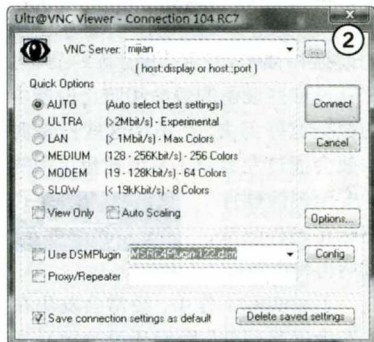 Ultr@VNC Viewer - Connection 104 RC7
VNC Server: mijian
...
②
( host:display or host::port )
Quick Options
AUTO (Auto select best settings)
Connect
ULTRA (>2Mbit/s) - Experimental
LAN (> 1Mbit/s) - Max Colors
Cancel
MEDIUM (128 - 256Kbit/s) - 256 Colors
MODEM (19 - 128Kbit/s) - 64 Colors
SLOW (< 19kKbit/s) - 8 Colors
View Only Auto Scaling
Options...
Use DSMPlugin MSRC4Plugin-122.dsm Config
Proxy/Repeater
Save connection settings as default Delete saved settings